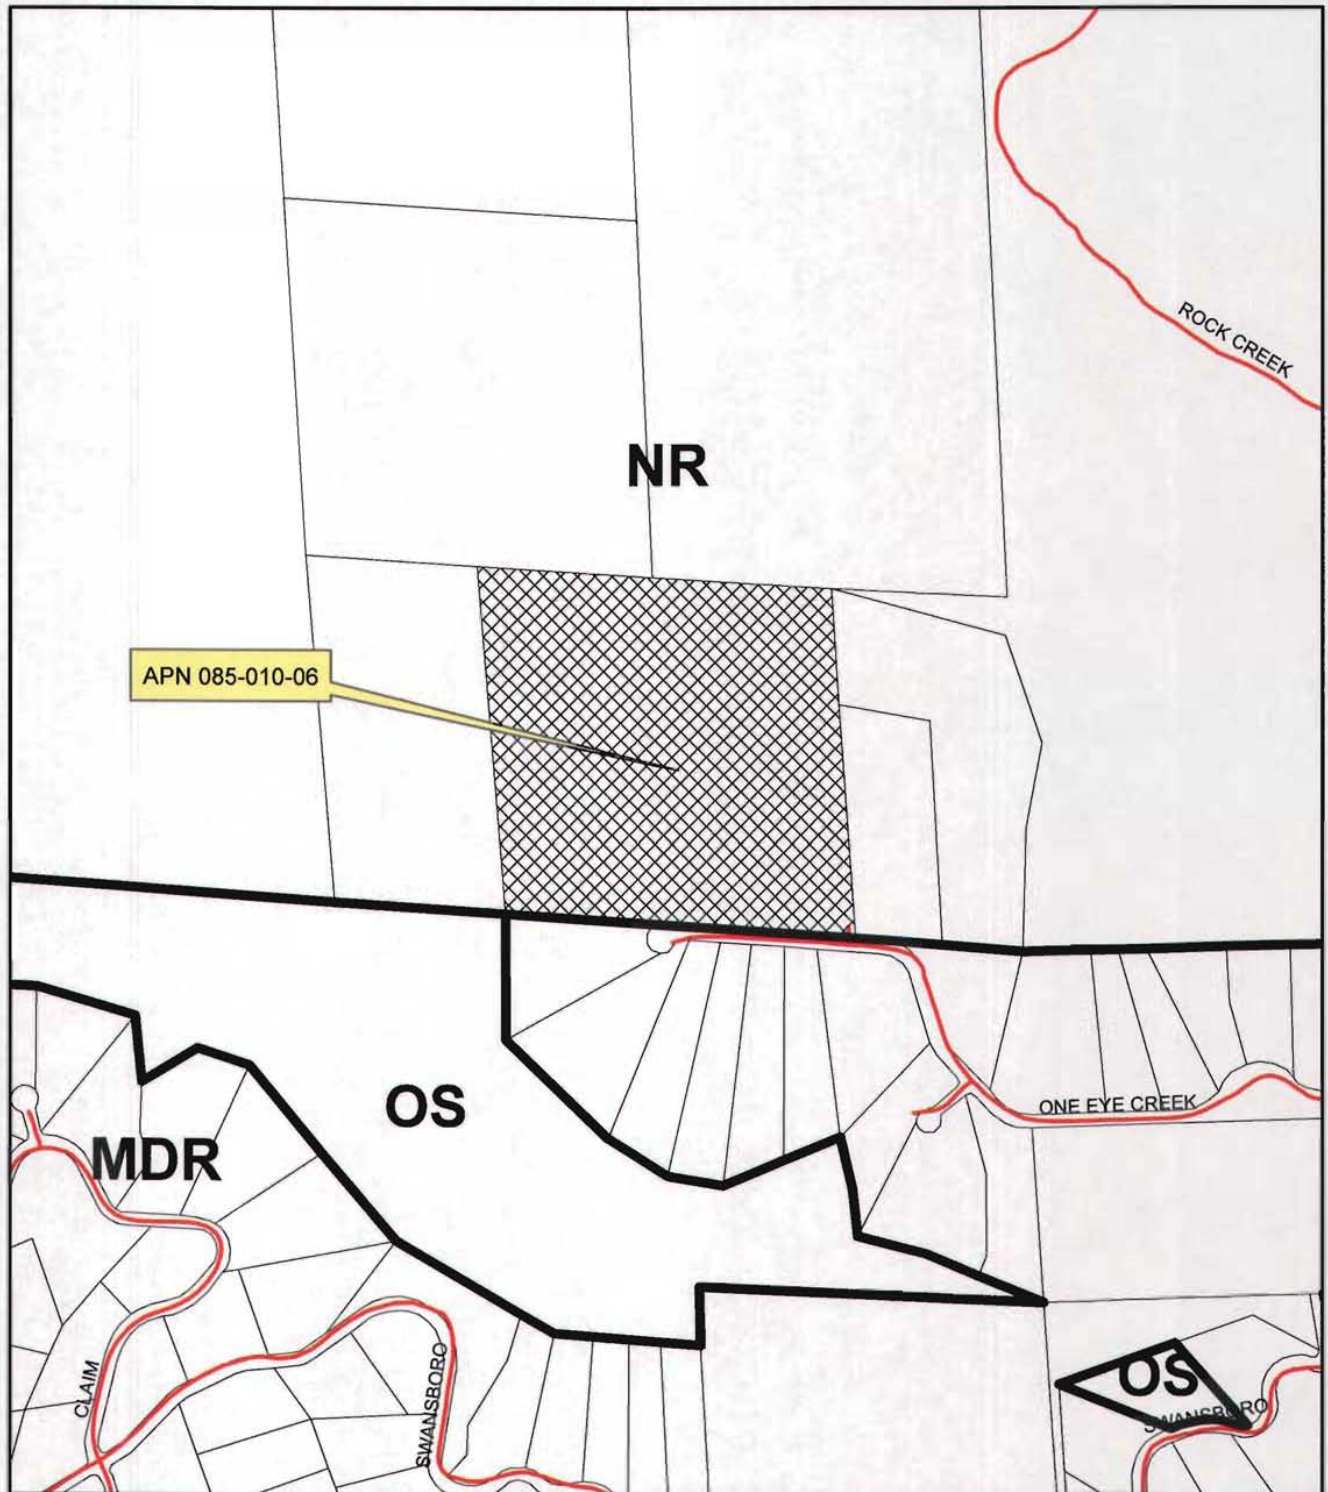 ROCK CREEK
NR
APN 085-010-06
OS
ONE EYE CREEK
MDR
CLAIM
SWANSBORO
OS
SWANSBORO